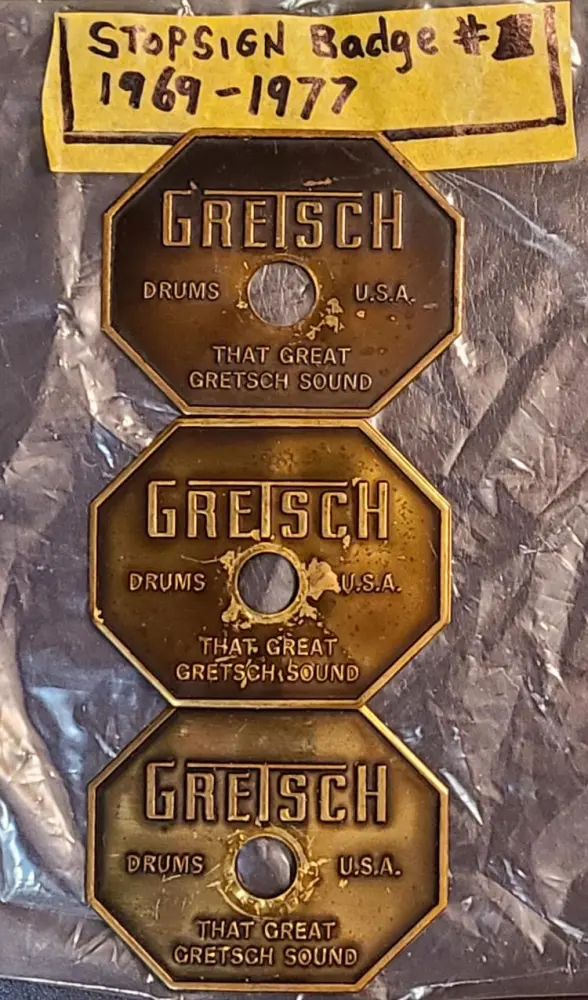 STOPSIGN Badge #
1969-1977
GRETSCH
DRUMS U.S.A.
THAT GREAT
GRETSCH SOUND
GRETSCH
DRUMS U.S.A.
THAT GREAT
GRETSCH SOUND
GRETSCH
DRUMS U.S.A.
THAT GREAT
GRETSCH SOUND